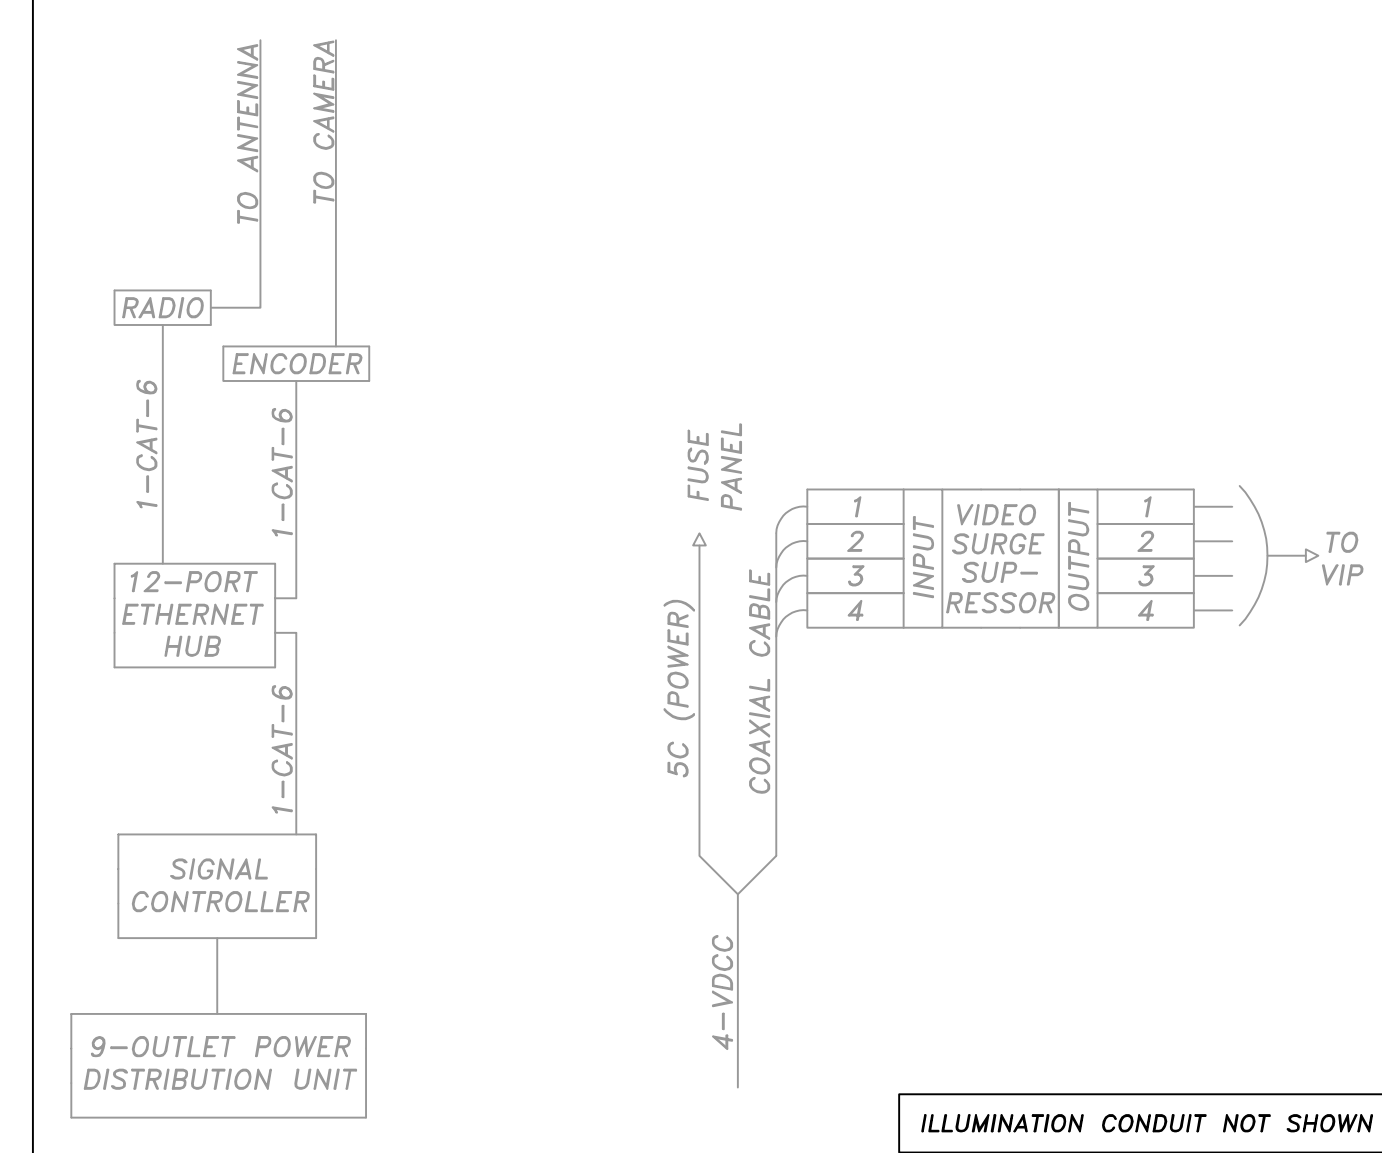 TO ANTENNA
TO CAMERA
RADIO
ENCODER
1-CAT-6
1-CAT-6
12-PORT
ETHERNET
HUB
1-CAT-6
SIGNAL
CONTROLLER
9-OUTLET POWER
DISTRIBUTION UNIT
FUSE
PANEL
5C (POWER)
COAXIAL CABLE
4-VDCC
1
2
3
4
INPUT
VIDEO
SURGE
SUP-
RESSOR
OUTPUT
1
2
3
4
TO
VIP
ILLUMINATION CONDUIT NOT SHOWN